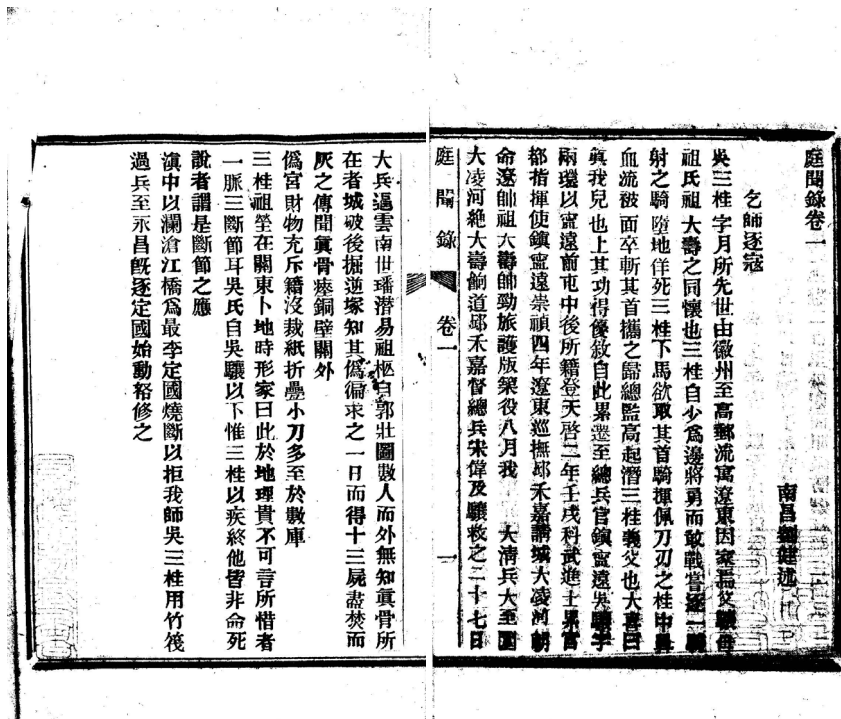 庭聞錄卷一
南昌劉健述
乞師逐寇
吳三桂字月所先世由徽州至高郵流寓遼東因家焉父驤母
祖氏祖大壽之同懷也三桂自少爲邊將勇而敢戰嘗逐一騎
射之騎墮地佯死三桂下馬欲取其首騎揮佩刀刃之桂中鼻
血流被面卒斬其首攜之歸總監高起潛三桂義父也大喜曰
眞我兒也上其功得優敘自此累遷至總兵官鎮甯遠吳驤字
兩環以甯遠前屯中後所籍登天啓二年壬戌科武進士累官
都指揮使鎮甯遠崇禎四年遼東巡撫邱禾嘉請城大凌河朝
命遼帥祖大壽帥勁旅護版築役八月我 大清兵大至圍
大凌河絶大壽餉道邱禾嘉督總兵宋偉及驤救之二十七日
庭聞錄 卷一 一
大兵逼雲南世璠潛易祖柩自郭壯圖數人而外無知眞骨所
在者城破後掘逆塚知其僞徧求之一日而得十三屍盡焚而
灰之傳聞眞骨瘞銅壁關外
僞宮財物充斥籍沒裁紙折疊小刀多至於數庫
三桂祖塋在關東卜地時形家曰此於地理貴不可言所惜者
一脈三斷節耳吳氏自吳驤以下惟三桂以疾終他皆非命死
說者謂是斷節之應
滇中以瀾滄江橋爲最李定國燒斷以拒我師吳三桂用竹筏
過兵至永昌旣逐定國始動帑修之